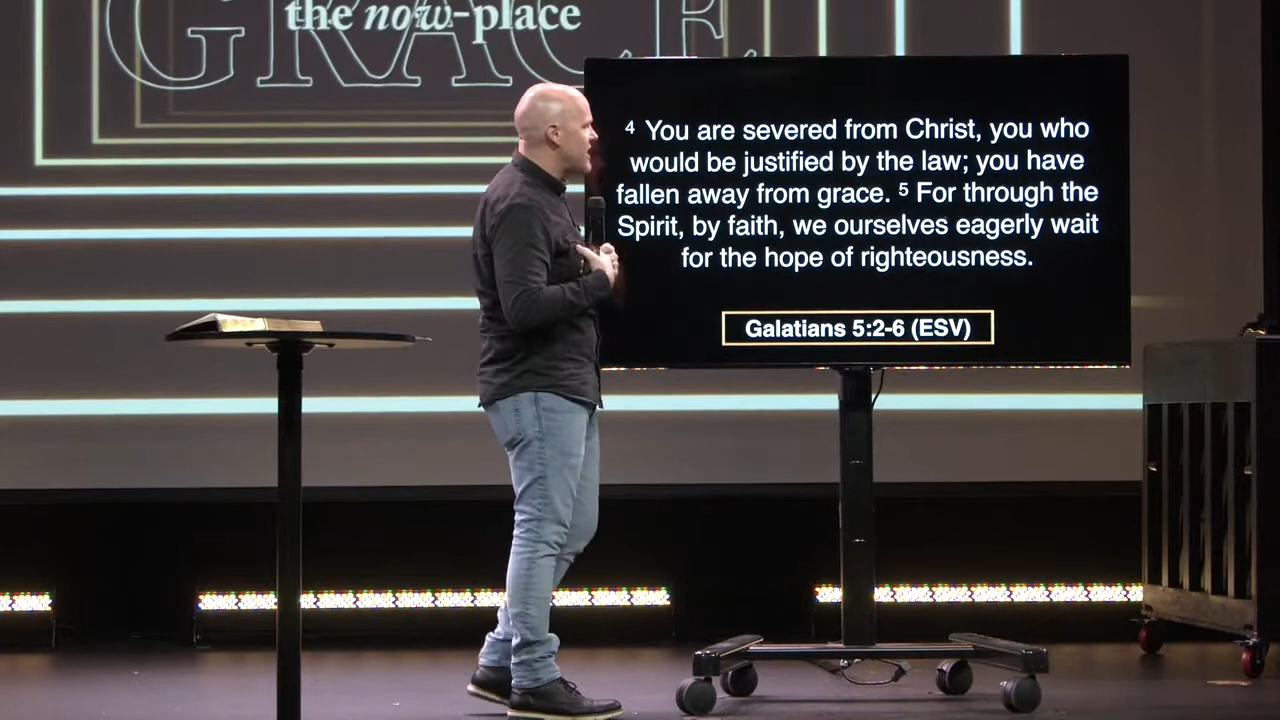 the now-place
GRACE
⁴ You are severed from Christ, you who
would be justified by the law; you have
fallen away from grace. ⁵ For through the
Spirit, by faith, we ourselves eagerly wait
for the hope of righteousness.
Galatians 5:2-6 (ESV)